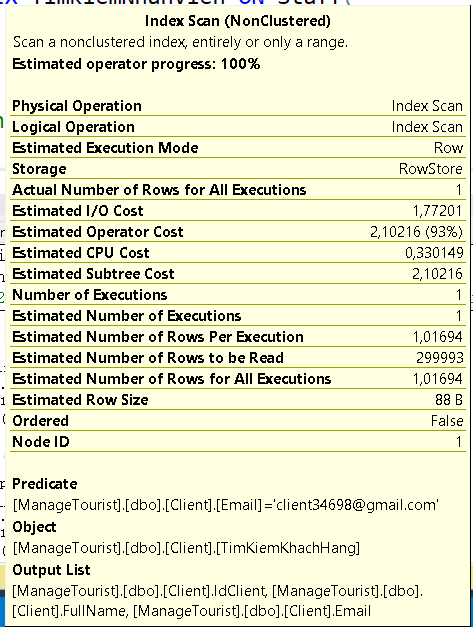 IX TimKiemNhanVien ON Staff(
Index Scan (NonClustered)
Scan a nonclustered index, entirely or only a range.
Estimated operator progress: 100%
Physical Operation Index Scan
Logical Operation Index Scan
Estimated Execution Mode Row
Storage RowStore
Actual Number of Rows for All Executions 1
Estimated I/O Cost 1,77201
Estimated Operator Cost 2,10216 (93%)
Estimated CPU Cost 0,330149
Estimated Subtree Cost 2,10216
Number of Executions 1
Estimated Number of Executions 1
Estimated Number of Rows Per Execution 1,01694
Estimated Number of Rows to be Read 299993
Estimated Number of Rows for All Executions 1,01694
Estimated Row Size 88 B
Ordered False
Node ID 1
Predicate
[ManageTourist].[dbo].[Client].[Email]='client34698@gmail.com'
Object
[ManageTourist].[dbo].[Client].[TimKiemKhachHang]
Output List
[ManageTourist].[dbo].[Client].IdClient, [ManageTourist].[dbo].
[Client].FullName, [ManageTourist].[dbo].[Client].Email